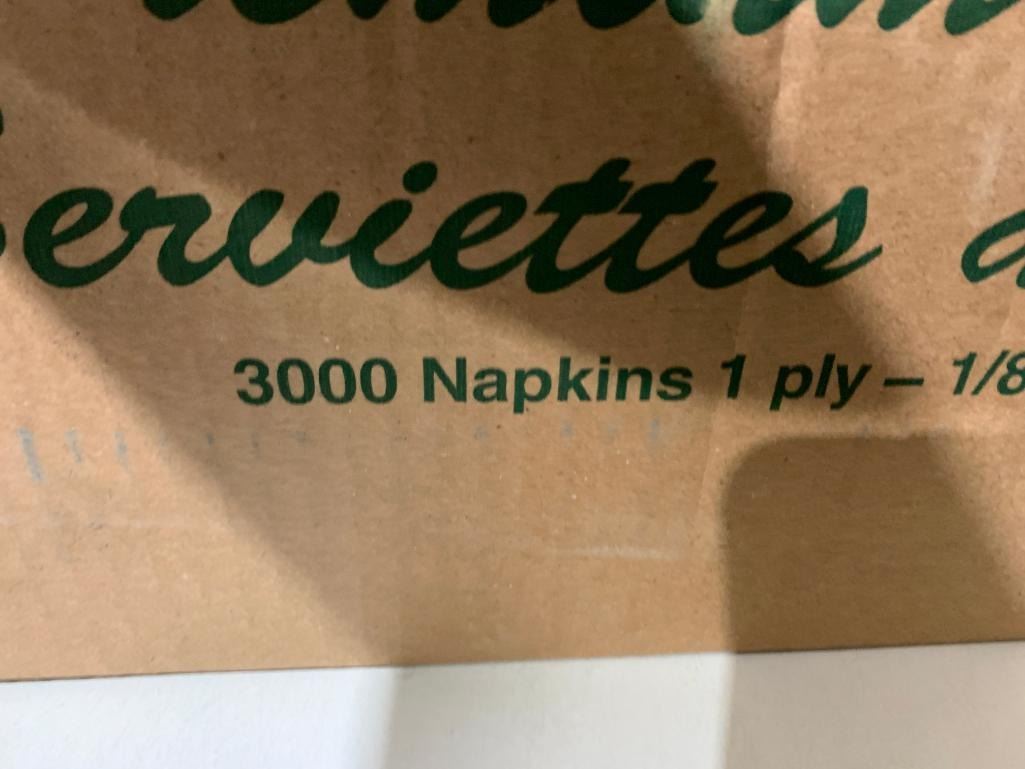 Serviettes
3000 Napkins 1 ply – 1/8